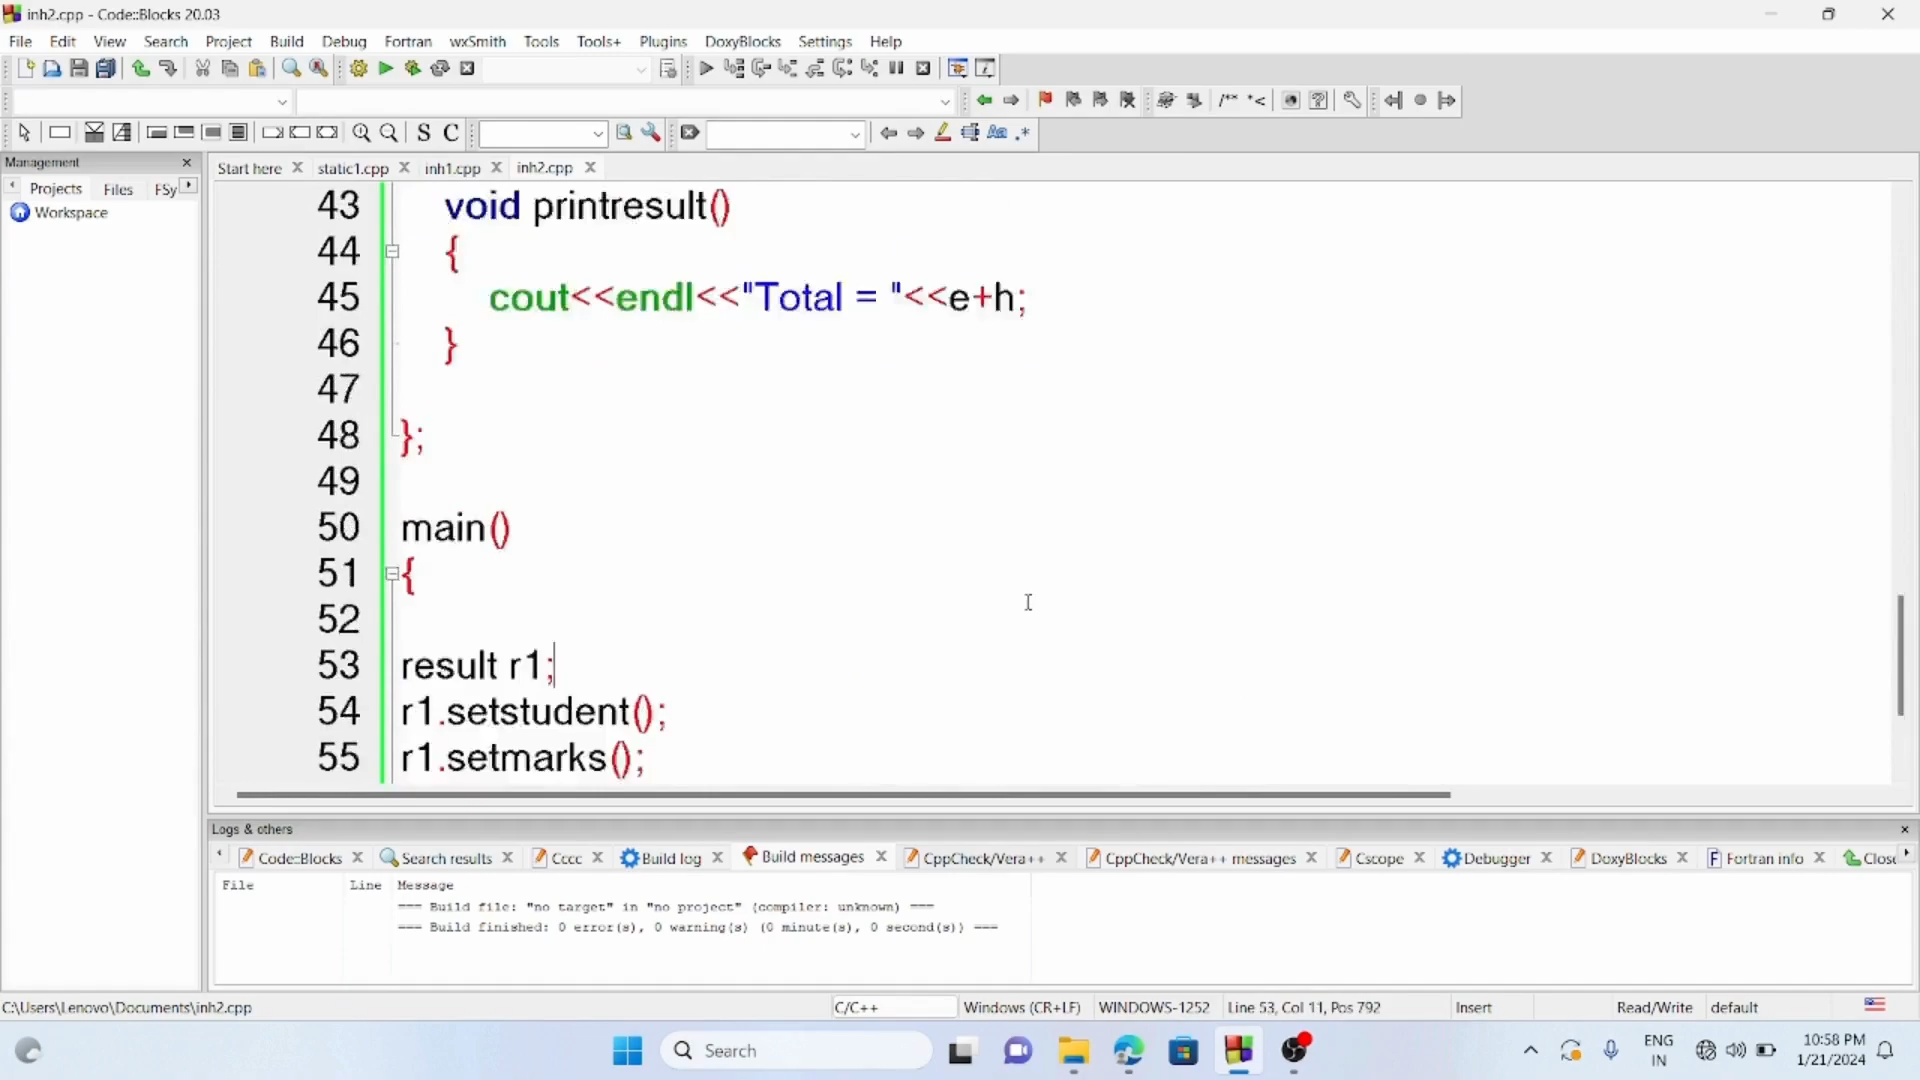 inh2.cpp - Code::Blocks 20.03
File Edit View Search Project Build Debug Fortran wxSmith Tools Tools+ Plugins DoxyBlocks Settings Help
/** *<
S C
Aa .*
Management
Start here static1.cpp inh1.cpp inh2.cpp
Projects Files FSy
Workspace
43 void printresult()
44 {
45 cout<<endl<<"Total = "<<e+h;
46 }
47
48 };
49
50 main()
51 {
52
53 result r1;
54 r1.setstudent();
55 r1.setmarks();
Logs & others
Code::Blocks Search results Cccc Build log Build messages CppCheck/Vera++ CppCheck/Vera++ messages Cscope Debugger DoxyBlocks Fortran info Close
File Line Message
=== Build file: "no target" in "no project" (compiler: unknown) ===
=== Build finished: 0 error(s), 0 warning(s) (0 minute(s), 0 second(s)) ===
C:\Users\Lenovo\Documents\inh2.cpp C/C++ Windows (CR+LF) WINDOWS-1252 Line 53, Col 11, Pos 792 Insert Read/Write default
Search
ENG
IN
10:58 PM
1/21/2024